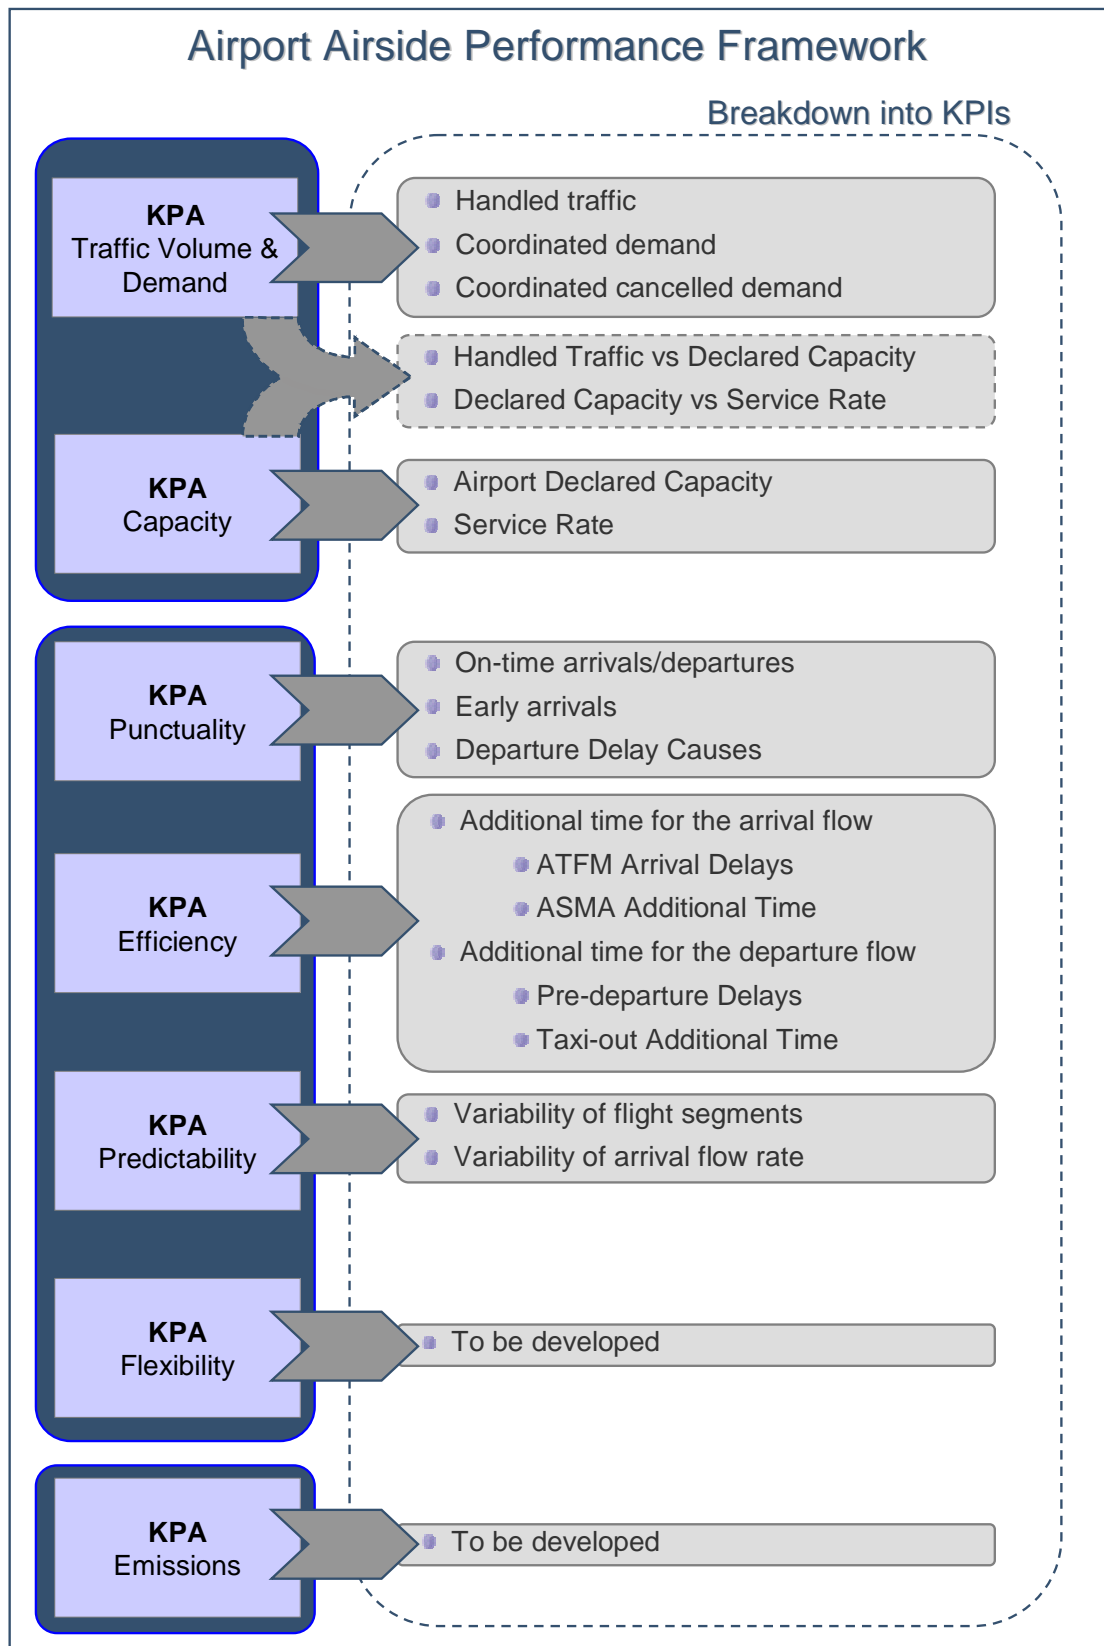 Airport Airside Performance Framework
Breakdown into KPIs
KPA
Traffic Volume &
Demand
Handled traffic
Coordinated demand
Coordinated cancelled demand
Handled Traffic vs Declared Capacity
Declared Capacity vs Service Rate
KPA
Capacity
Airport Declared Capacity
Service Rate
KPA
Punctuality
On-time arrivals/departures
Early arrivals
Departure Delay Causes
KPA
Efficiency
Additional time for the arrival flow
ATFM Arrival Delays
ASMA Additional Time
Additional time for the departure flow
Pre-departure Delays
Taxi-out Additional Time
KPA
Predictability
Variability of flight segments
Variability of arrival flow rate
KPA
Flexibility
To be developed
KPA
Emissions
To be developed